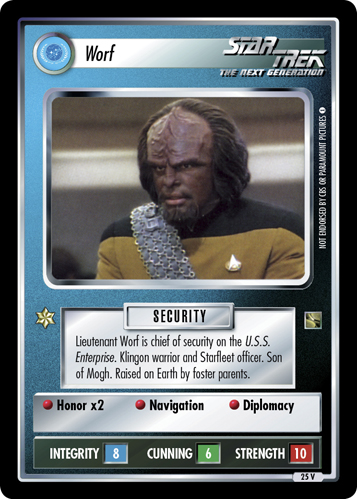 Worf
STAR TREK
THE NEXT GENERATION
NOT ENDORSED BY CBS OR PARAMOUNT PICTURES
SECURITY
Lieutenant Worf is chief of security on the U.S.S.
Enterprise. Klingon warrior and Starfleet officer. Son
of Mogh. Raised on Earth by foster parents.
Honor x2 Navigation Diplomacy
INTEGRITY 8 CUNNING 6 STRENGTH 10
25 V